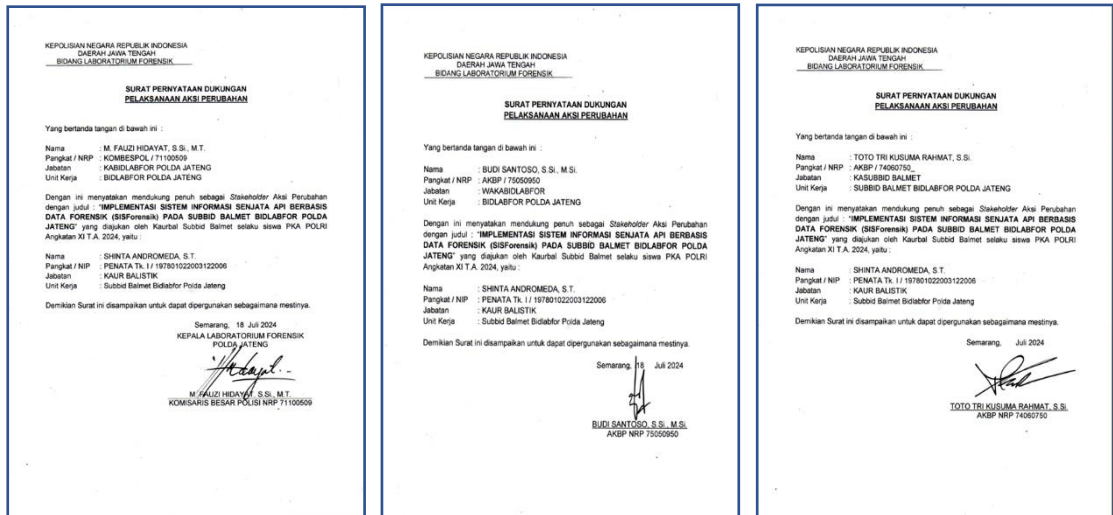 KEPOLISIAN NEGARA REPUBLIK INDONESIA
DAERAH JAWA TENGAH
BIDANG LABORATORIUM FORENSIK
SURAT PERNYATAAN DUKUNGAN
PELAKSANAAN AKSI PERUBAHAN
Yang bertanda tangan di bawah ini :
Nama : M. FAUZI HIDAYAT, S.Si., M.T.
Pangkat / NRP : KOMBESPOL / 71100509
Jabatan : KABIDLABFOR POLDA JATENG
Unit Kerja : BIDLABFOR POLDA JATENG
Dengan ini menyatakan mendukung penuh sebagai Stakeholder Aksi Perubahan
dengan judul : "IMPLEMENTASI SISTEM INFORMASI SENJATA API BERBASIS
DATA FORENSIK (SISForensik) PADA SUBBID BALMET BIDLABFOR POLDA
JATENG" yang diajukan oleh Kaurbal Subbid Balmet selaku siswa PKA POLRI
Angkatan XI T.A. 2024, yaitu :
Nama : SHINTA ANDROMEDA, S.T.
Pangkat / NIP : PENATA Tk. I / 197801022003122006
Jabatan : KAUR BALISTIK
Unit Kerja : Subbid Balmet Bidlabfor Polda Jateng
Demikian Surat ini disampaikan untuk dapat dipergunakan sebagaimana mestinya.
Semarang, 18 Juli 2024
KEPALA LABORATORIUM FORENSIK
POLDA JATENG
M. FAUZI HIDAYAT, S.Si., M.T.
KOMISARIS BESAR POLISI NRP 71100509
KEPOLISIAN NEGARA REPUBLIK INDONESIA
DAERAH JAWA TENGAH
BIDANG LABORATORIUM FORENSIK
SURAT PERNYATAAN DUKUNGAN
PELAKSANAAN AKSI PERUBAHAN
Yang bertanda tangan di bawah ini :
Nama : BUDI SANTOSO, S.Si., M.Si.
Pangkat / NRP : AKBP / 75050950
Jabatan : WAKABIDLABFOR
Unit Kerja : BIDLABFOR POLDA JATENG
Dengan ini menyatakan mendukung penuh sebagai Stakeholder Aksi Perubahan
dengan judul : "IMPLEMENTASI SISTEM INFORMASI SENJATA API BERBASIS
DATA FORENSIK (SISForensik) PADA SUBBID BALMET BIDLABFOR POLDA
JATENG" yang diajukan oleh Kaurbal Subbid Balmet selaku siswa PKA POLRI
Angkatan XI T.A. 2024, yaitu :
Nama : SHINTA ANDROMEDA, S.T.
Pangkat / NIP : PENATA Tk. I / 197801022003122006
Jabatan : KAUR BALISTIK
Unit Kerja : Subbid Balmet Bidlabfor Polda Jateng
Demikian Surat ini disampaikan untuk dapat dipergunakan sebagaimana mestinya.
Semarang, 18 Juli 2024
BUDI SANTOSO, S.Si., M.Si.
AKBP NRP 75050950
KEPOLISIAN NEGARA REPUBLIK INDONESIA
DAERAH JAWA TENGAH
BIDANG LABORATORIUM FORENSIK
SURAT PERNYATAAN DUKUNGAN
PELAKSANAAN AKSI PERUBAHAN
Yang bertanda tangan di bawah ini :
Nama : TOTO TRI KUSUMA RAHMAT, S.Si.
Pangkat / NRP : AKBP / 74060750_
Jabatan : KASUBBID BALMET
Unit Kerja : SUBBID BALMET BIDLABFOR POLDA JATENG
Dengan ini menyatakan mendukung penuh sebagai Stakeholder Aksi Perubahan
dengan judul : "IMPLEMENTASI SISTEM INFORMASI SENJATA API BERBASIS
DATA FORENSIK (SISForensik) PADA SUBBID BALMET BIDLABFOR POLDA
JATENG" yang diajukan oleh Kaurbal Subbid Balmet selaku siswa PKA POLRI
Angkatan XI T.A. 2024, yaitu :
Nama : SHINTA ANDROMEDA, S.T.
Pangkat / NIP : PENATA Tk. I / 197801022003122006
Jabatan : KAUR BALISTIK
Unit Kerja : Subbid Balmet Bidlabfor Polda Jateng
Demikian Surat ini disampaikan untuk dapat dipergunakan sebagaimana mestinya.
Semarang, Juli 2024
TOTO TRI KUSUMA RAHMAT, S.Si.
AKBP NRP 74060750